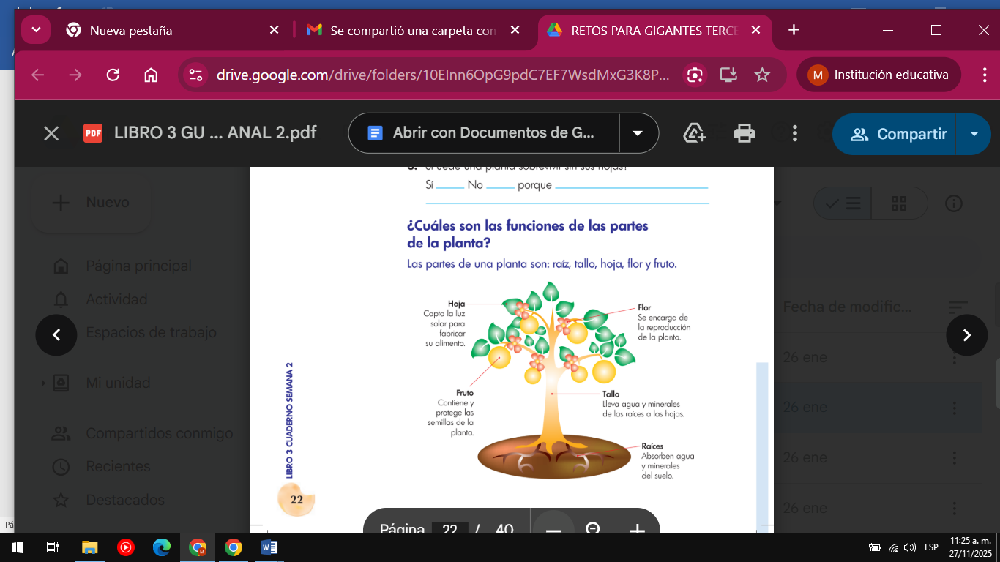 Nueva pestaña
Se compartió una carpeta con
RETOS PARA GIGANTES TERCE
drive.google.com/drive/folders/10EInn6OpG9pdC7EF7WsdMxG3K8P...
M
Institución educativa
PDF
LIBRO 3 GU ... ANAL 2.pdf
Abrir con Documentos de G...
Compartir
Nuevo
Página principal
Actividad
Espacios de trabajo
Mi unidad
Compartidos conmigo
Recientes
Destacados
Fecha de modific...
26 ene
26 ene
26 ene
26 ene
una planta sobrevivir sin sus hojas?
Sí No porque
¿Cuáles son las funciones de las partes
de la planta?
Las partes de una planta son: raíz, tallo, hoja, flor y fruto.
Hoja
Capta la luz
solar para
fabricar
su alimento.
Flor
Se encarga de
la reproducción
de la planta.
Fruto
Contiene y
protege las
semillas de la
planta.
Tallo
Lleva agua y minerales
de las raíces a las hojas.
Raíces
Absorben agua
y minerales
del suelo.
LIBRO 3 CUADERNO SEMANA 2
22
Página 22 / 40
Pá
ESP
11:25 a. m.
27/11/2025